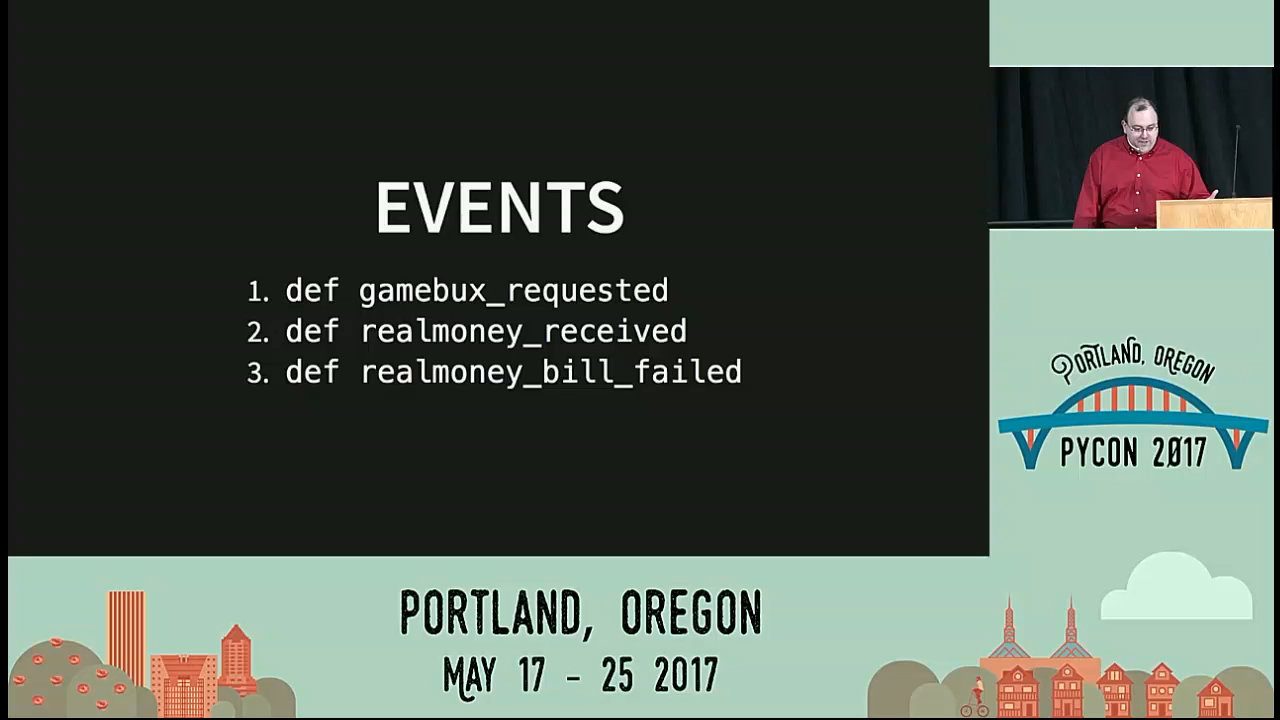 EVENTS
1. def gamebux_requested
2. def realmoney_received
3. def realmoney_bill_failed
PORTLAND, OREGON
PYCON 2017
PORTLAND, OREGON
MAY 17 - 25 2017